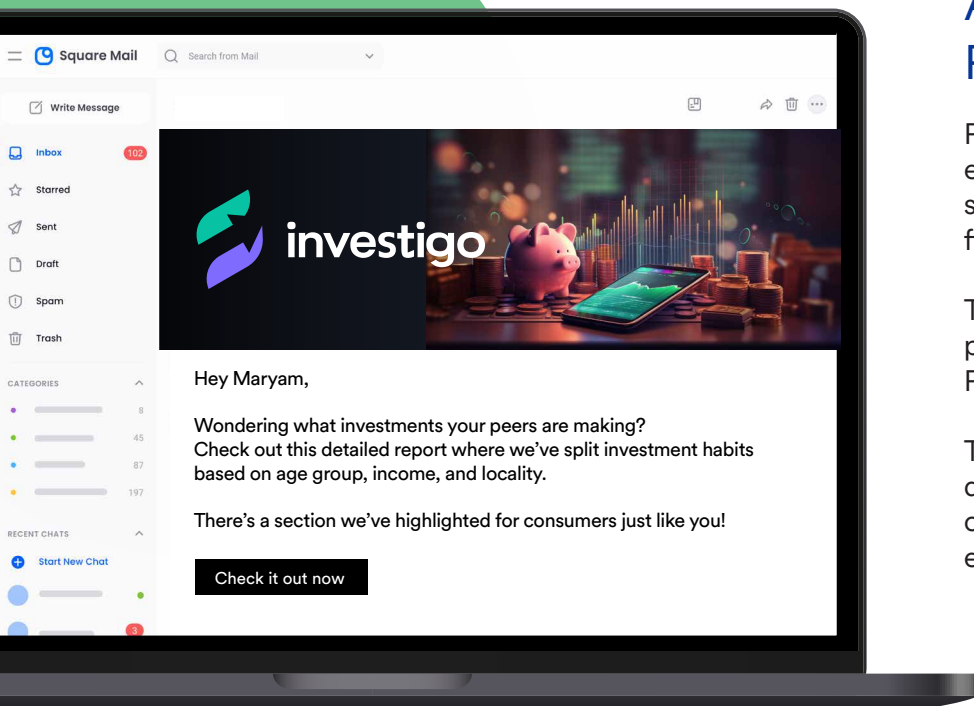 Square Mail
Search from Mail
Write Message
Inbox 102
Starred
Sent
Draft
Spam
Trash
CATEGORIES
8
45
87
197
RECENT CHATS
Start New Chat
3
investigo
Hey Maryam,
Wondering what investments your peers are making?
Check out this detailed report where we’ve split investment habits
based on age group, income, and locality.
There’s a section we’ve highlighted for consumers just like you!
Check it out now